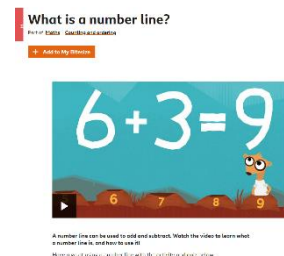 What is a number line?
Part of Maths Counting and ordering
+ Add to My Bitesize
6+3=9
6 7 8 9
A number line can be used to add and subtract. Watch the video to learn what
a number line is, and how to use it!